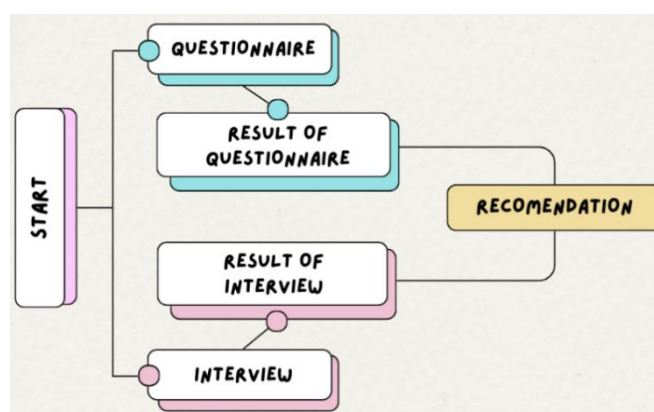 START
QUESTIONNAIRE
RESULT OF
QUESTIONNAIRE
RECOMENDATION
RESULT OF
INTERVIEW
INTERVIEW